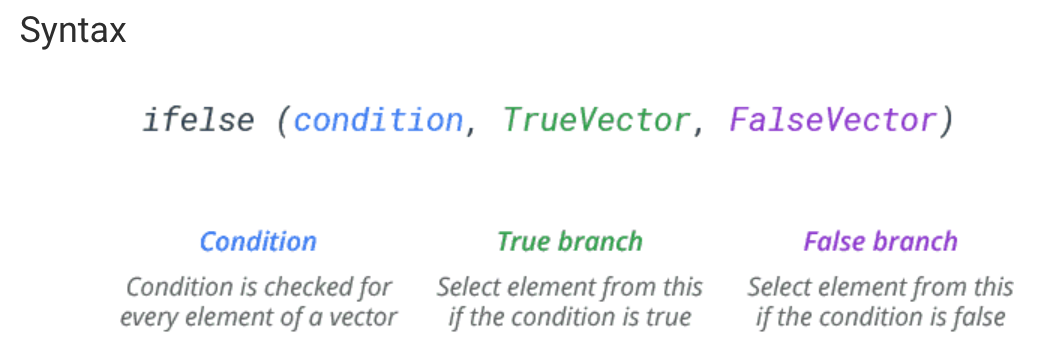 Syntax
ifelse (condition, TrueVector, FalseVector)
Condition
Condition is checked for
every element of a vector
True branch
Select element from this
if the condition is true
False branch
Select element from this
if the condition is false